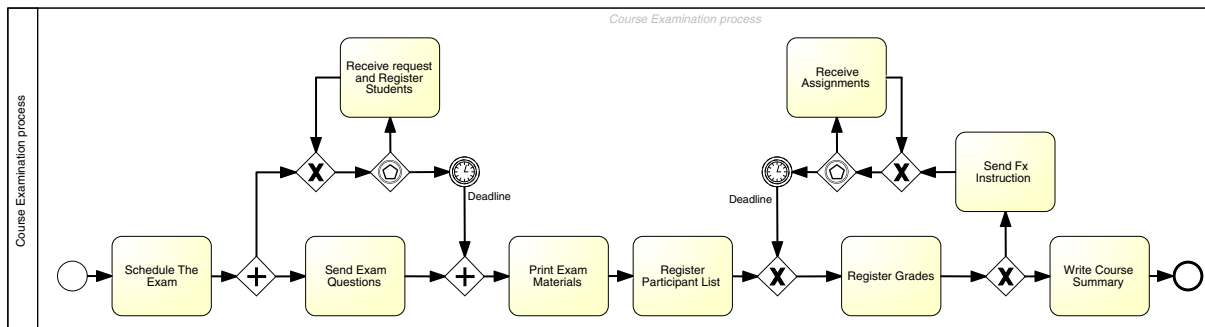 Course Examination process
Course Examination process
Receive request
and Register
Students
Receive
Assignments
Send Fx
Instruction
Deadline
Deadline
Schedule The
Exam
Send Exam
Questions
Print Exam
Materials
Register
Participant List
Register Grades
Write Course
Summary